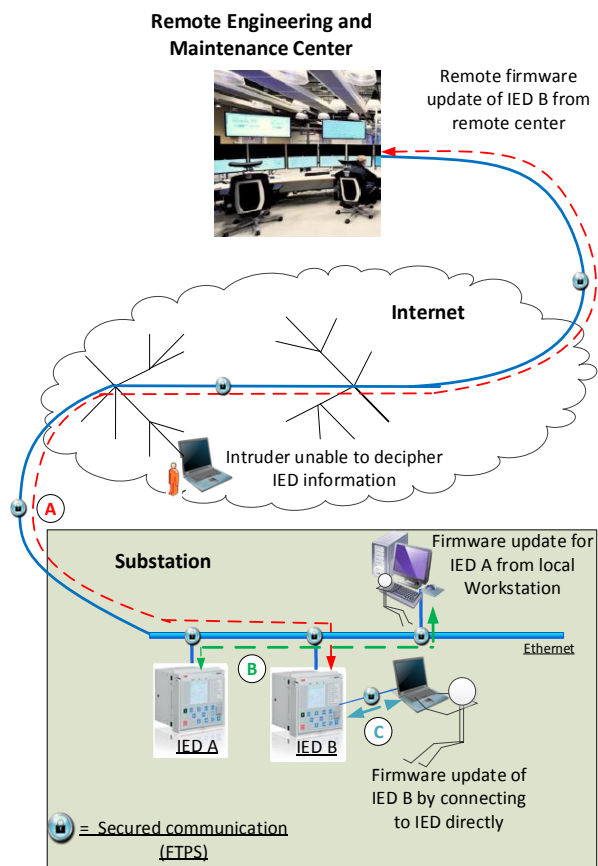 Remote Engineering and
Maintenance Center
Remote firmware
update of IED B from
remote center
Internet
Intruder unable to decipher
IED information
A
Substation
Firmware update for
IED A from local
Workstation
Ethernet
B
C
IED A
IED B
Firmware update of
IED B by connecting
to IED directly
= Secured communication
(FTPS)